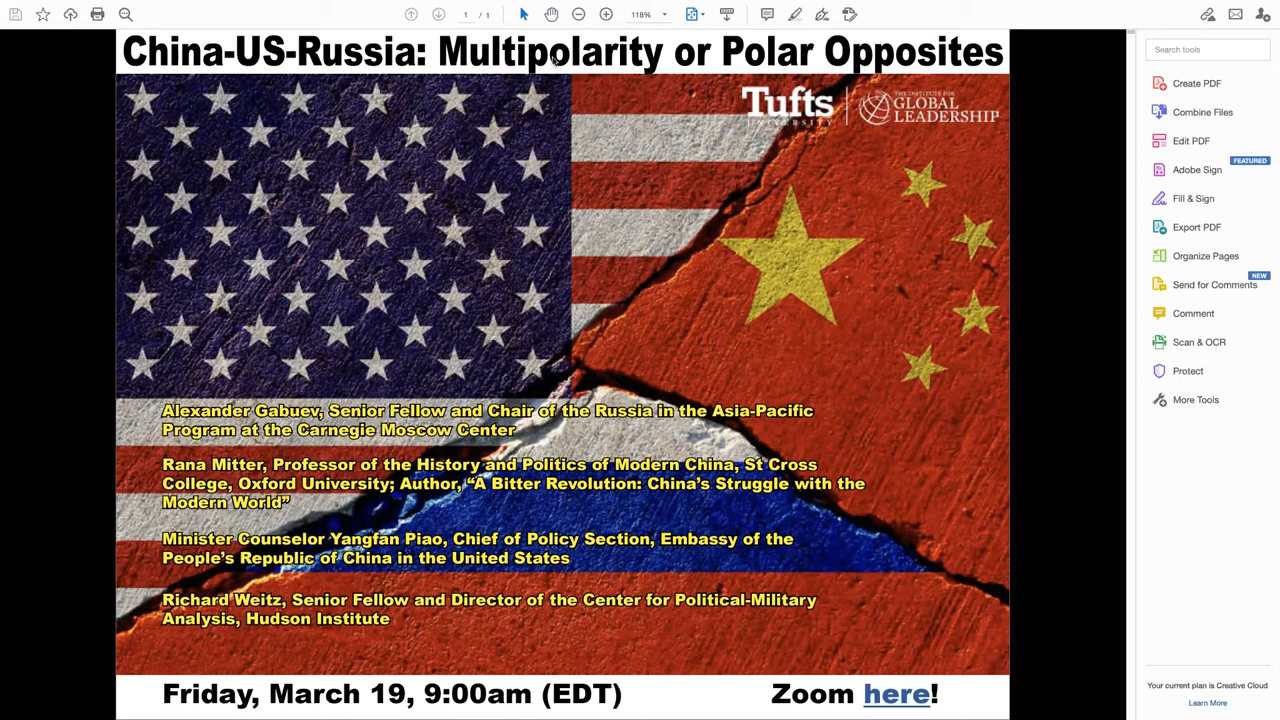 1 / 1
118%
China-US-Russia: Multipolarity or Polar Opposites
Tufts
UNIVERSITY
THE INSTITUTE FOR
GLOBAL
LEADERSHIP
Alexander Gabuev, Senior Fellow and Chair of the Russia in the Asia-Pacific
Program at the Carnegie Moscow Center
Rana Mitter, Professor of the History and Politics of Modern China, St Cross
College, Oxford University; Author, “A Bitter Revolution: China’s Struggle with the
Modern World”
Minister Counselor Yangfan Piao, Chief of Policy Section, Embassy of the
People’s Republic of China in the United States
Richard Weitz, Senior Fellow and Director of the Center for Political-Military
Analysis, Hudson Institute
Friday, March 19, 9:00am (EDT) Zoom here!
Search tools
Create PDF
Combine Files
Edit PDF
FEATURED
Adobe Sign
Fill & Sign
Export PDF
Organize Pages
NEW
Send for Comments
Comment
Scan & OCR
Protect
More Tools
Your current plan is Creative Cloud
Learn More